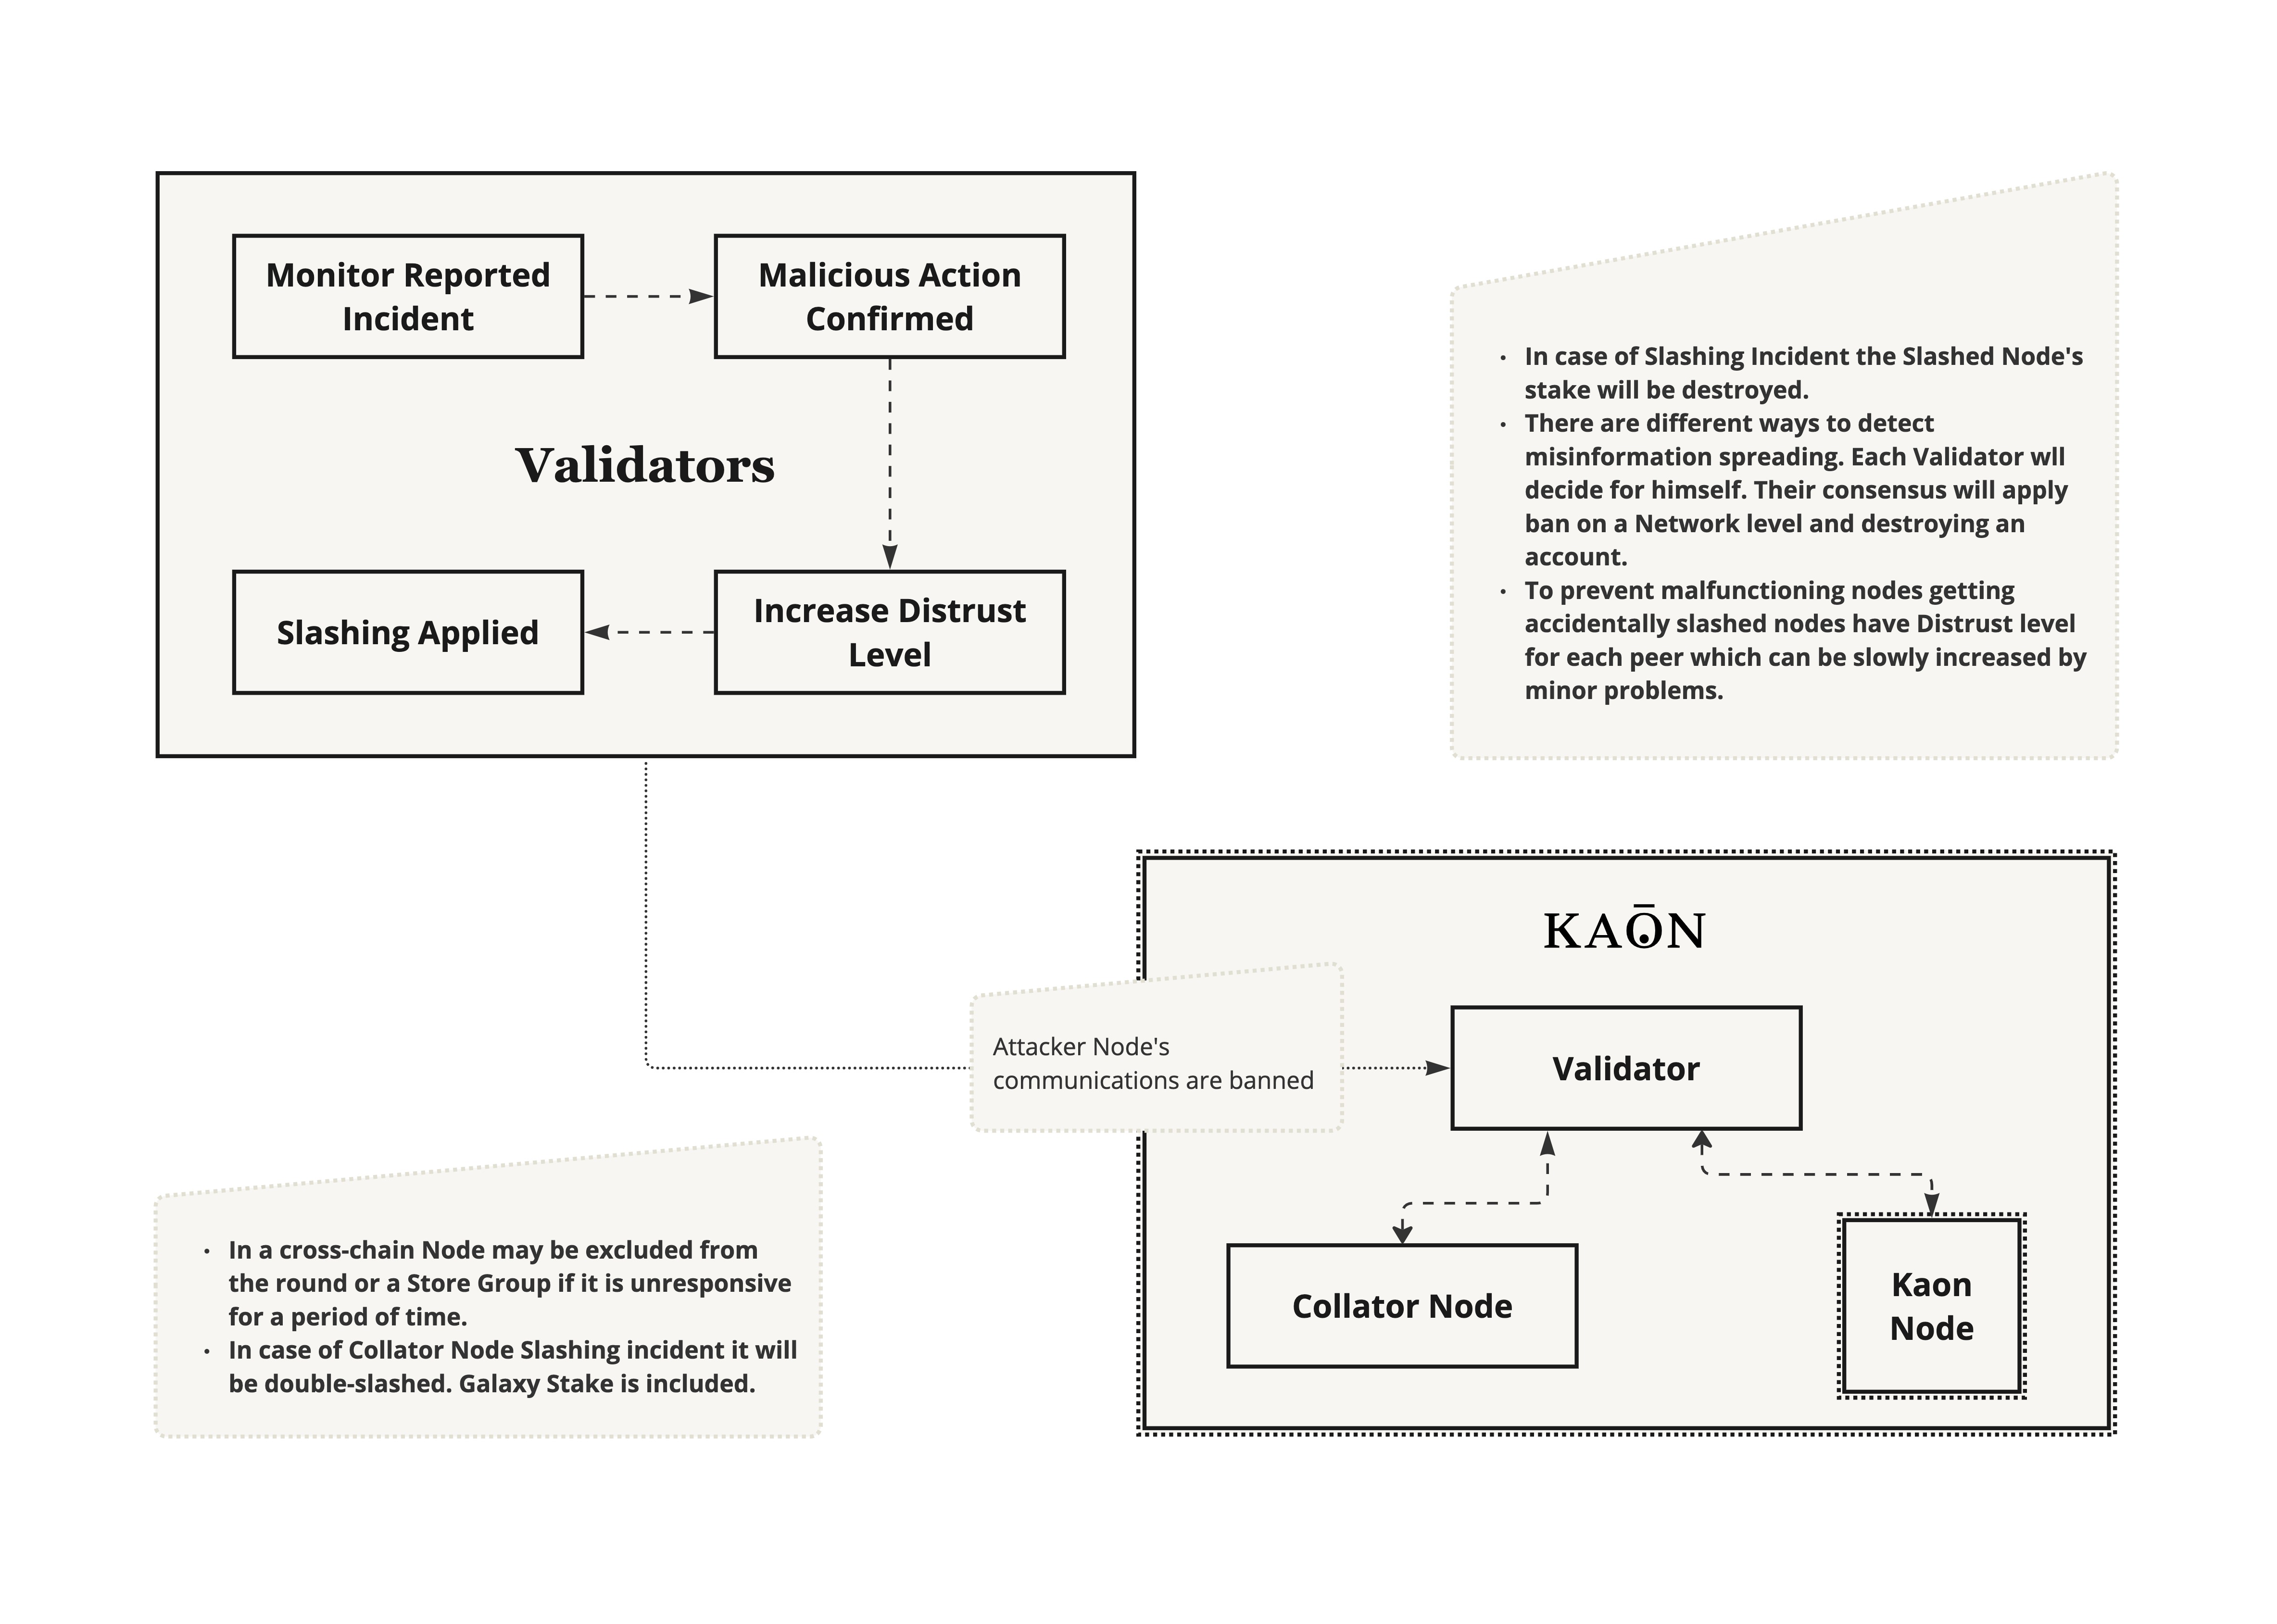 Monitor Reported
Incident
Malicious Action
Confirmed
Validators
Slashing Applied
Increase Distrust
Level
• In case of Slashing Incident the Slashed Node's
stake will be destroyed.
• There are different ways to detect
misinformation spreading. Each Validator wll
decide for himself. Their consensus will apply
ban on a Network level and destroying an
account.
• To prevent malfunctioning nodes getting
accidentally slashed nodes have Distrust level
for each peer which can be slowly increased by
minor problems.
KAŌN
Attacker Node's
communications are banned
Validator
Collator Node
Kaon
Node
• In a cross-chain Node may be excluded from
the round or a Store Group if it is unresponsive
for a period of time.
• In case of Collator Node Slashing incident it will
be double-slashed. Galaxy Stake is included.